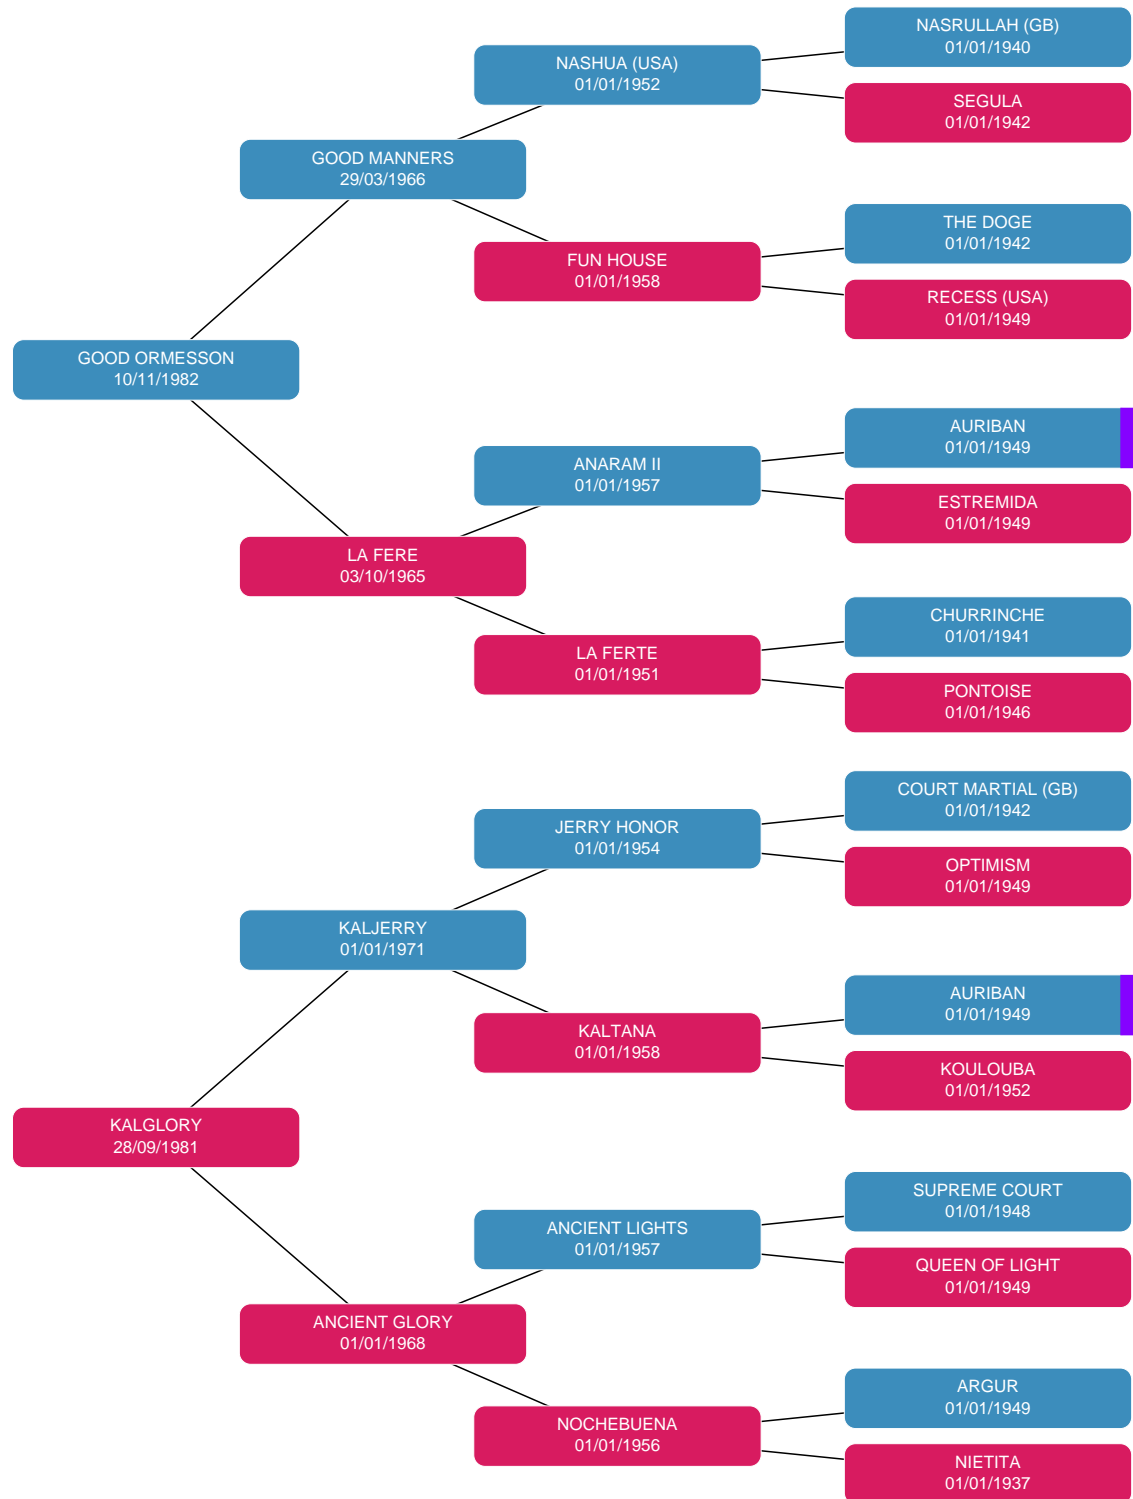 NASRULLAH (GB)
01/01/1940
NASHUA (USA)
01/01/1952
SEGULA
01/01/1942
GOOD MANNERS
29/03/1966
THE DOGE
01/01/1942
FUN HOUSE
01/01/1958
RECESS (USA)
01/01/1949
GOOD ORMESSON
10/11/1982
AURIBAN
01/01/1949
ANARAM II
01/01/1957
ESTREMIDA
01/01/1949
LA FERE
03/10/1965
CHURRINCHE
01/01/1941
LA FERTE
01/01/1951
PONTOISE
01/01/1946
COURT MARTIAL (GB)
01/01/1942
JERRY HONOR
01/01/1954
OPTIMISM
01/01/1949
KALJERRY
01/01/1971
AURIBAN
01/01/1949
KALTANA
01/01/1958
KOULOUBA
01/01/1952
KALGLORY
28/09/1981
SUPREME COURT
01/01/1948
ANCIENT LIGHTS
01/01/1957
QUEEN OF LIGHT
01/01/1949
ANCIENT GLORY
01/01/1968
ARGUR
01/01/1949
NOCHEBUENA
01/01/1956
NIETITA
01/01/1937